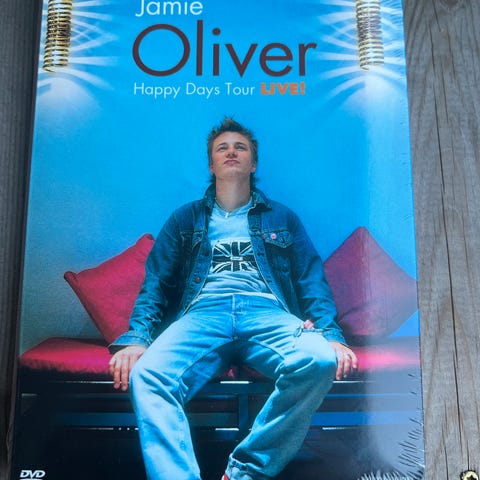 Jamie
Oliver
Happy Days Tour LIVE!
DVD